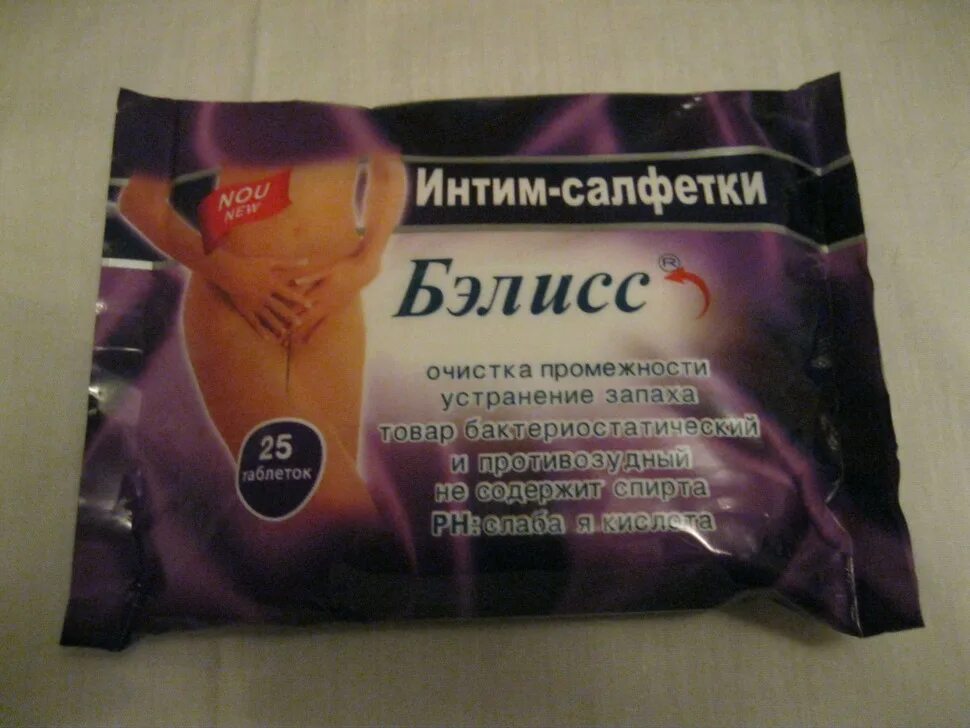 NOU
NEW
Интим-салфетки
Бэлисс®
очистка промежности
устранение запаха
товар бактериостатический
и противозудный
не содержит спирта
PH: слаба я кислота
25
таблеток